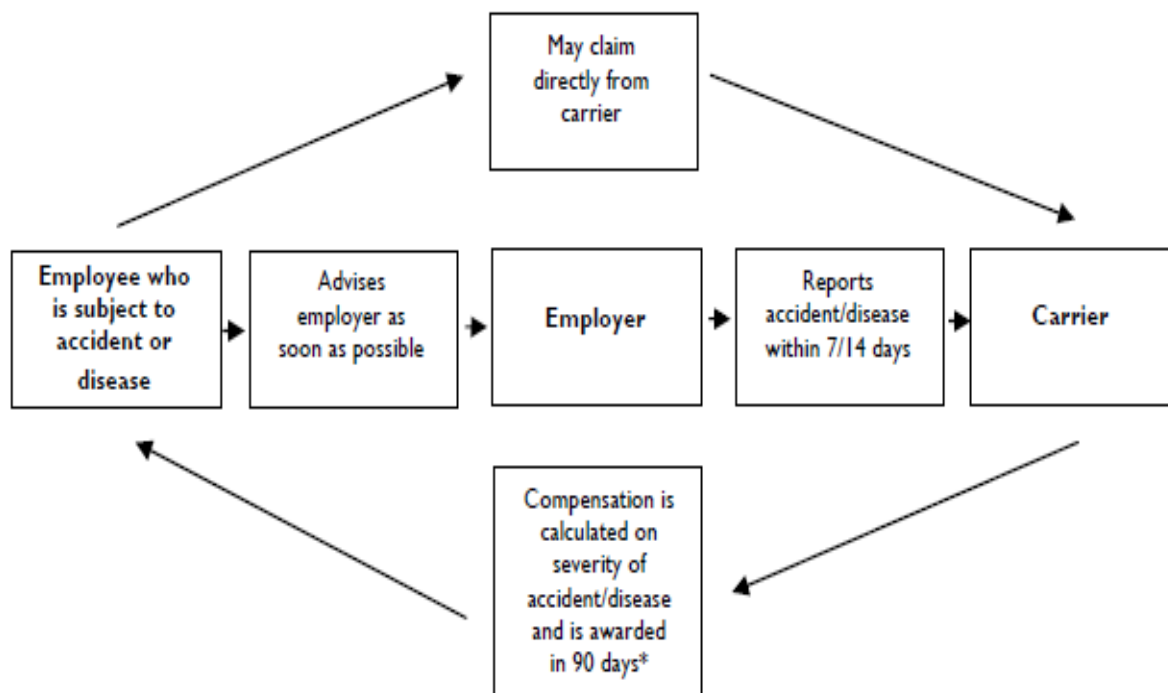 May claim
directly from
carrier
Employee who
is subject to
accident or
disease
Advises
employer as
soon as possible
Employer
Reports
accident/disease
within 7/14 days
Carrier
Compensation is
calculated on
severity of
accident/disease
and is awarded
in 90 days*